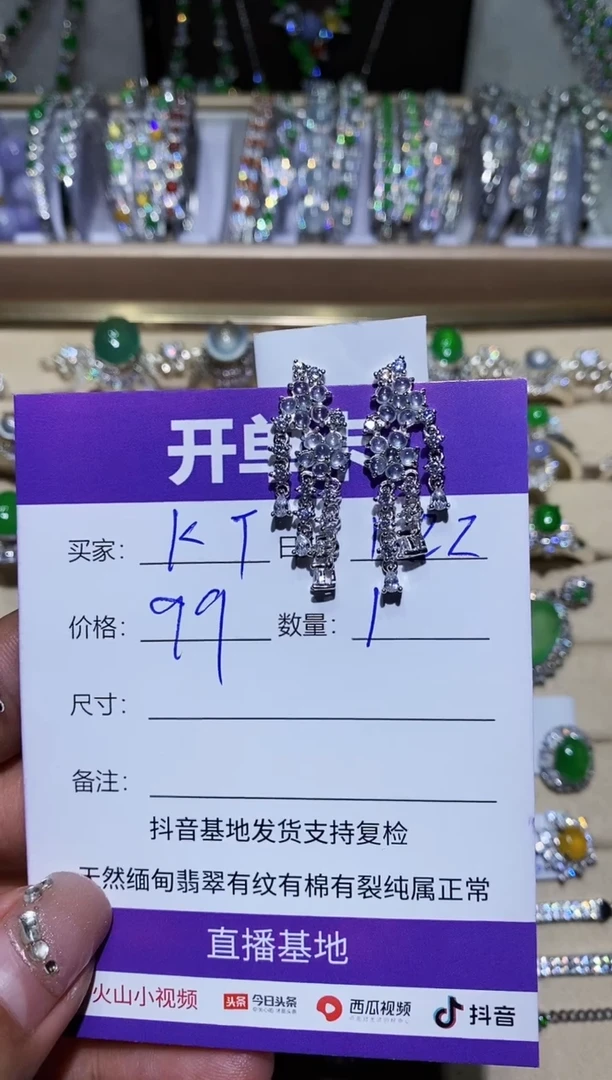 开单
买家: KT 日 22
价格: 99 数量: 1
尺寸:
备注:
抖音基地发货支持复检
天然缅甸翡翠有纹有棉有裂纯属正常
直播基地
火山小视频 头条 今日头条 西瓜视频 抖音